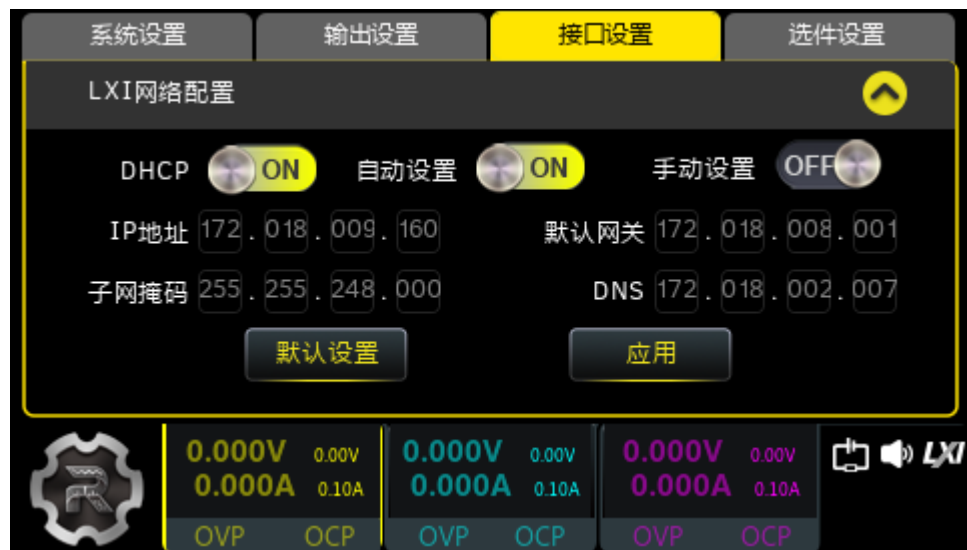 系统设置 输出设置 接口设置 选件设置
LXI网络配置
DHCP ON 自动设置 ON 手动设置 OFF
IP地址 172.018.009.160 默认网关 172.018.008.001
子网掩码 255.255.248.000 DNS 172.018.002.007
默认设置 应用
0.000V 0.00V 0.000V 0.00V 0.000V 0.00V LXI
0.000A 0.10A 0.000A 0.10A 0.000A 0.10A
OVP OCP OVP OCP OVP OCP
R